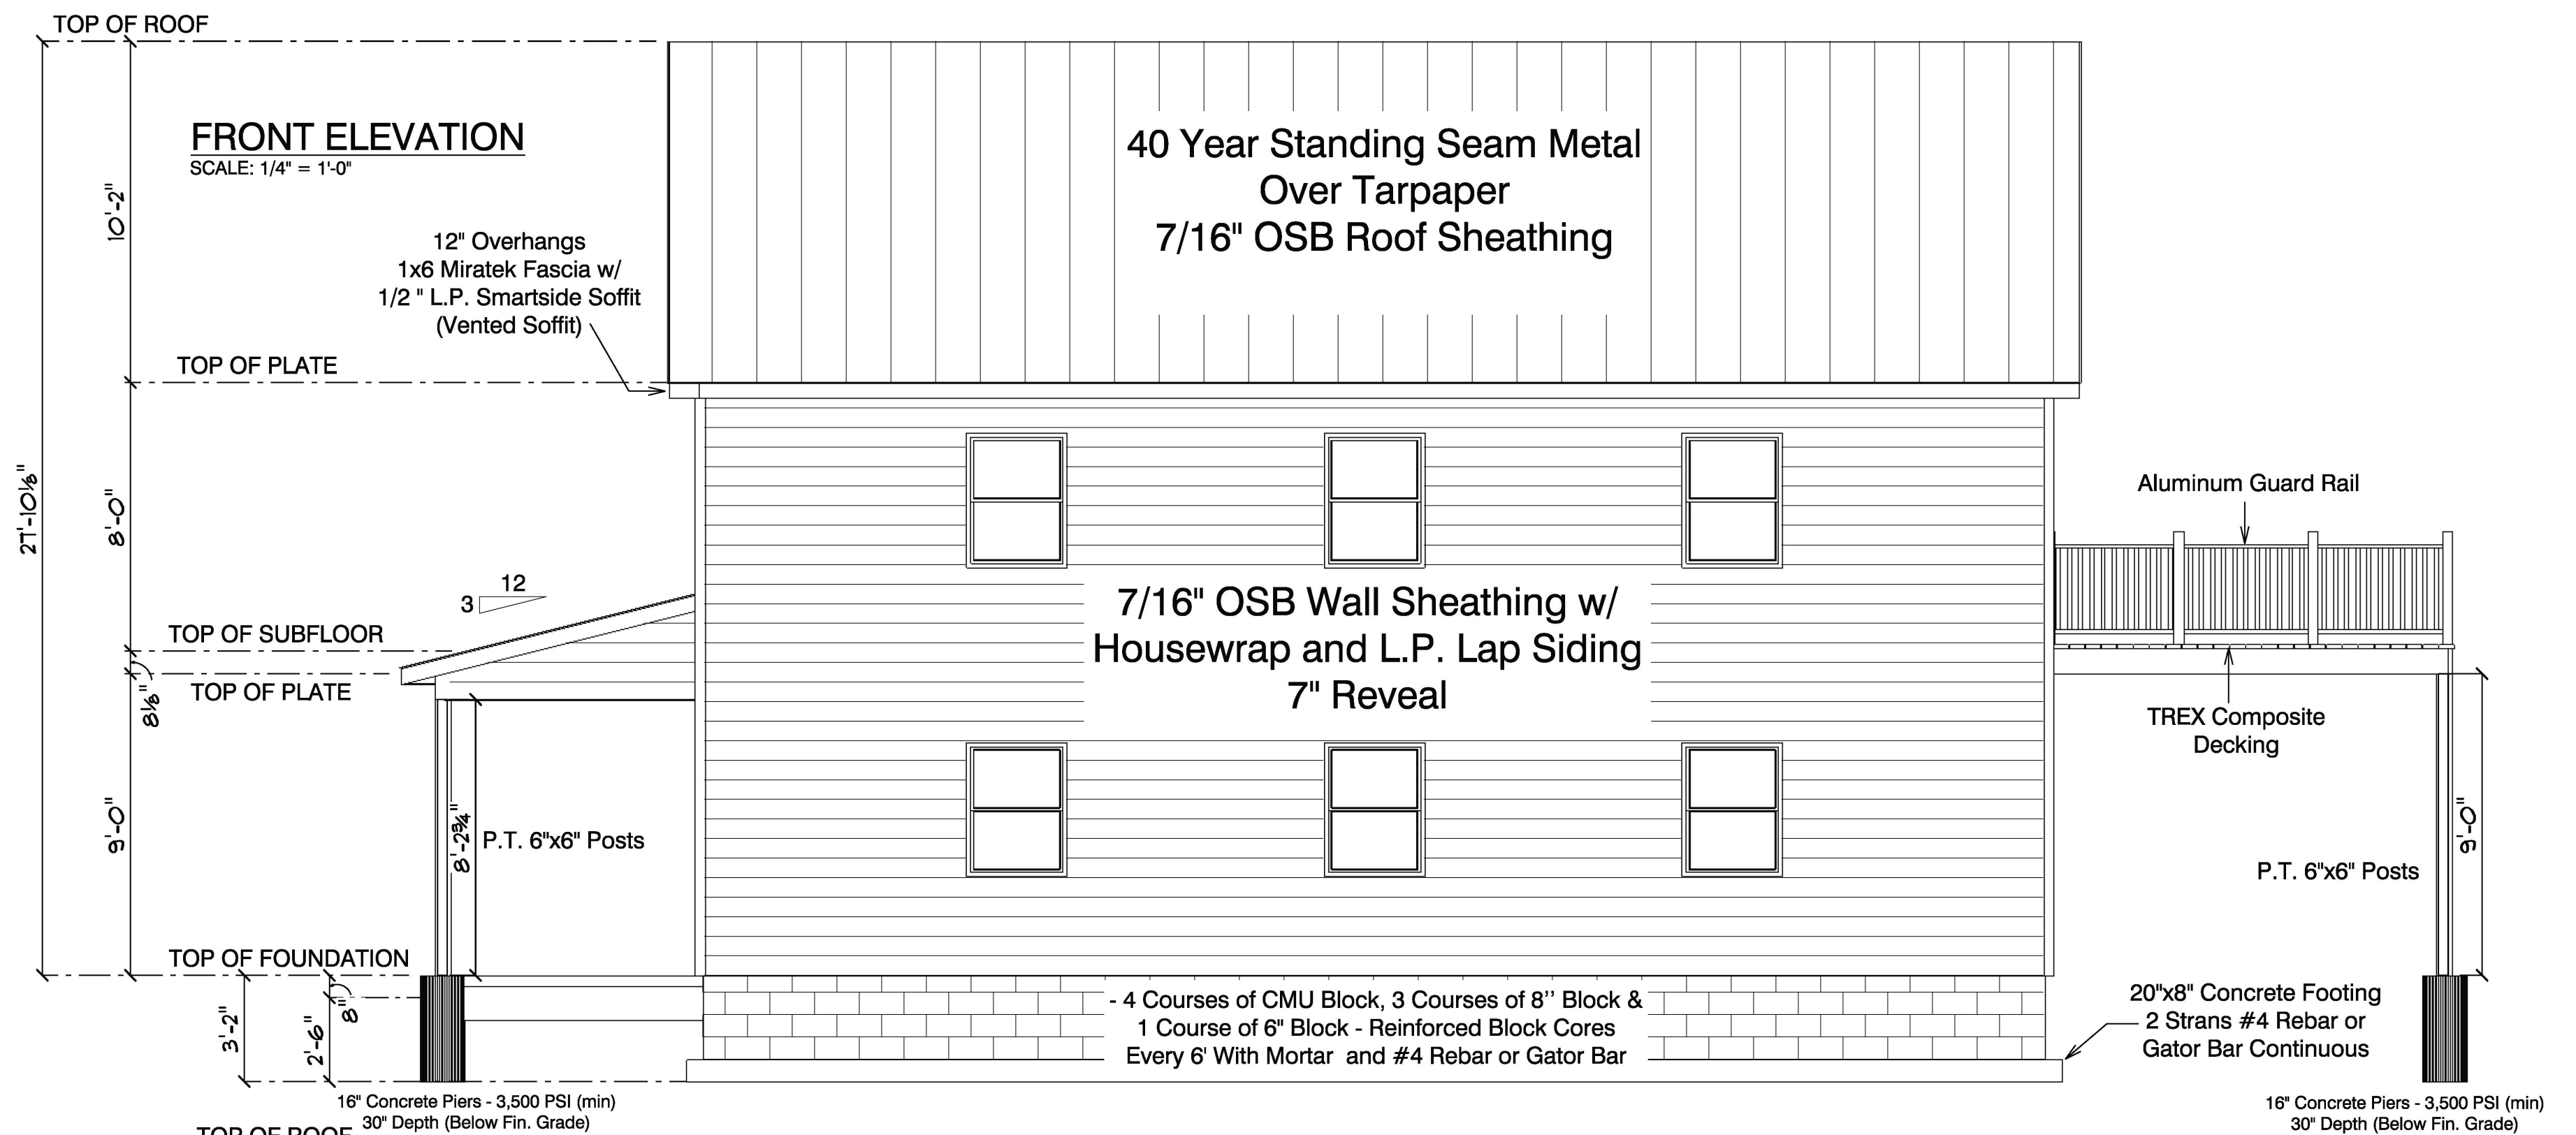 TOP OF ROOF
FRONT ELEVATION
SCALE: 1/4" = 1'-0"
40 Year Standing Seam Metal
Over Tarpaper
7/16" OSB Roof Sheathing
10'-2"
12" Overhangs
1x6 Miratek Fascia w/
1/2 " L.P. Smartside Soffit
(Vented Soffit)
TOP OF PLATE
27'-10⅛"
8'-0"
Aluminum Guard Rail
12
3
7/16" OSB Wall Sheathing w/
Housewrap and L.P. Lap Siding
7" Reveal
TOP OF SUBFLOOR
TOP OF PLATE
8⅛"
TREX Composite
Decking
9'-0"
8'-2¾"
P.T. 6"x6" Posts
9'-0"
P.T. 6"x6" Posts
TOP OF FOUNDATION
3'-2"
2'-6"
8"
- 4 Courses of CMU Block, 3 Courses of 8’’ Block &
1 Course of 6" Block - Reinforced Block Cores
Every 6' With Mortar and #4 Rebar or Gator Bar
20"x8" Concrete Footing
2 Strans #4 Rebar or
Gator Bar Continuous
16" Concrete Piers - 3,500 PSI (min)
30" Depth (Below Fin. Grade)
16" Concrete Piers - 3,500 PSI (min)
30" Depth (Below Fin. Grade)
TOP OF ROOF